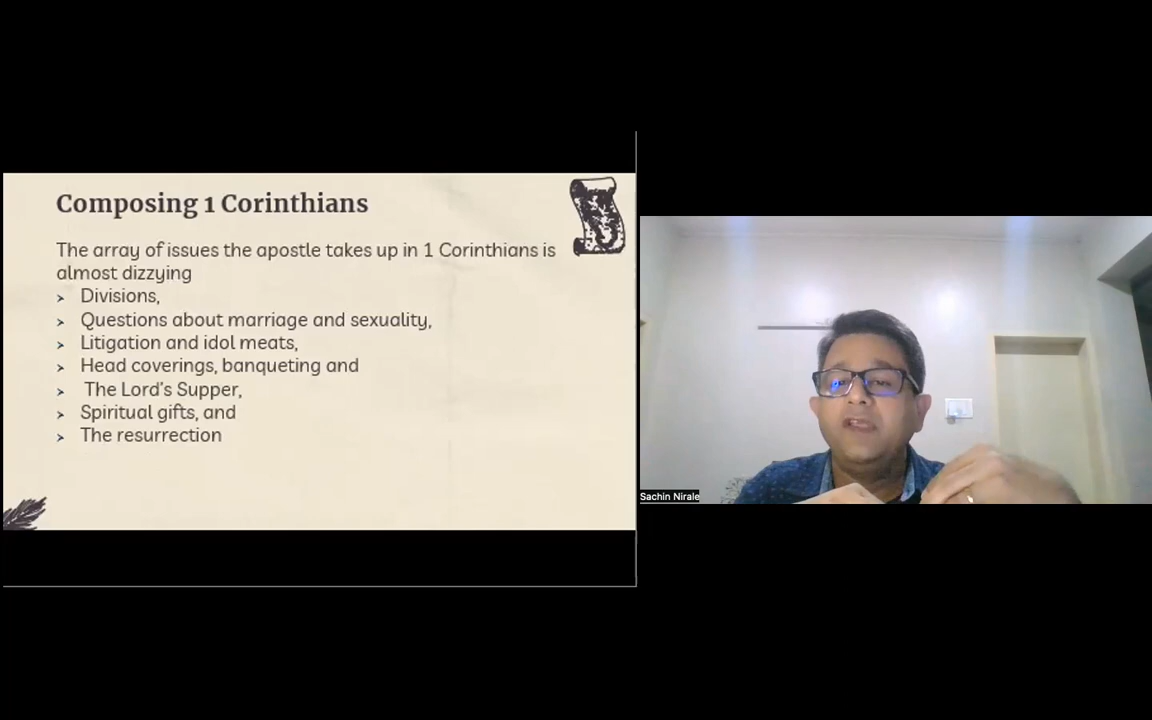 Composing 1 Corinthians
The array of issues the apostle takes up in 1 Corinthians is
almost dizzying
➢ Divisions,
➢ Questions about marriage and sexuality,
➢ Litigation and idol meats,
➢ Head coverings, banqueting and
➢ The Lord's Supper,
➢ Spiritual gifts, and
➢ The resurrection
Sachin Nirale